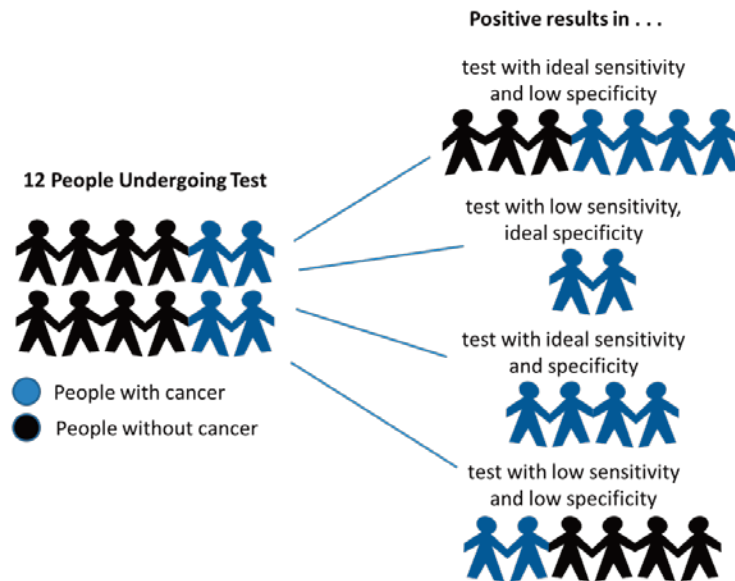 Positive results in . . .
test with ideal sensitivity
and low specificity
12 People Undergoing Test
test with low sensitivity,
ideal specificity
test with ideal sensitivity
and specificity
People with cancer
People without cancer
test with low sensitivity
and low specificity